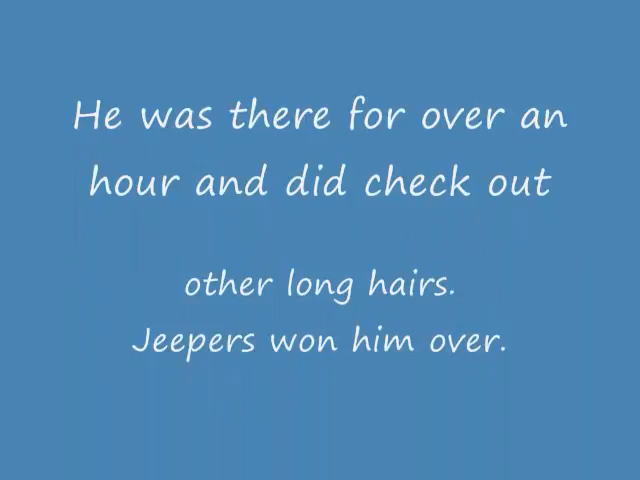 He was there for over an
hour and did check out
other long hairs.
Jeepers won him over.